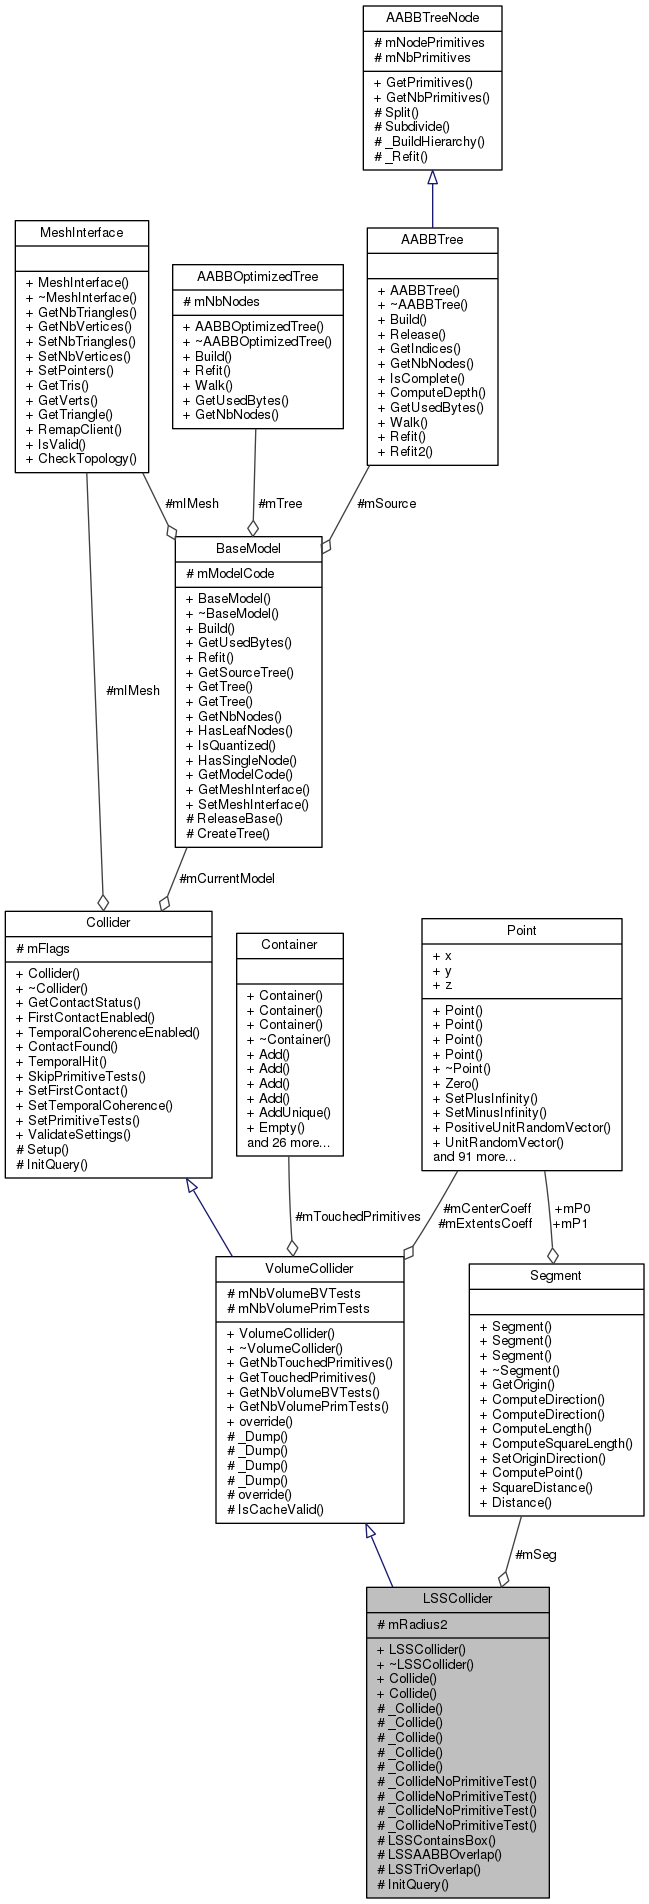 AABBTreeNode
# mNodePrimitives
# mNbPrimitives
+ GetPrimitives()
+ GetNbPrimitives()
# Split()
# Subdivide()
# _BuildHierarchy()
# _Refit()
MeshInterface
+ MeshInterface()
+ ~MeshInterface()
+ GetNbTriangles()
+ GetNbVertices()
+ SetNbTriangles()
+ SetNbVertices()
+ SetPointers()
+ GetTris()
+ GetVerts()
+ GetTriangle()
+ RemapClient()
+ IsValid()
+ CheckTopology()
AABBOptimizedTree
# mNbNodes
+ AABBOptimizedTree()
+ ~AABBOptimizedTree()
+ Build()
+ Refit()
+ Walk()
+ GetUsedBytes()
+ GetNbNodes()
AABBTree
+ AABBTree()
+ ~AABBTree()
+ Build()
+ Release()
+ GetIndices()
+ GetNbNodes()
+ IsComplete()
+ ComputeDepth()
+ GetUsedBytes()
+ Walk()
+ Refit()
+ Refit2()
#mIMesh
#mTree
#mSource
BaseModel
# mModelCode
+ BaseModel()
+ ~BaseModel()
+ Build()
+ GetUsedBytes()
+ Refit()
+ GetSourceTree()
+ GetTree()
+ GetTree()
+ GetNbNodes()
+ HasLeafNodes()
+ IsQuantized()
+ HasSingleNode()
+ GetModelCode()
+ GetMeshInterface()
+ SetMeshInterface()
# ReleaseBase()
# CreateTree()
#mIMesh
#mCurrentModel
Collider
# mFlags
+ Collider()
+ ~Collider()
+ GetContactStatus()
+ FirstContactEnabled()
+ TemporalCoherenceEnabled()
+ ContactFound()
+ TemporalHit()
+ SkipPrimitiveTests()
+ SetFirstContact()
+ SetTemporalCoherence()
+ SetPrimitiveTests()
+ ValidateSettings()
# Setup()
# InitQuery()
Container
+ Container()
+ Container()
+ Container()
+ ~Container()
+ Add()
+ Add()
+ Add()
+ Add()
+ AddUnique()
+ Empty()
and 26 more...
Point
+ x
+ y
+ z
+ Point()
+ Point()
+ Point()
+ Point()
+ ~Point()
+ Zero()
+ SetPlusInfinity()
+ SetMinusInfinity()
+ PositiveUnitRandomVector()
+ UnitRandomVector()
and 91 more...
#mTouchedPrimitives
#mCenterCoeff
#mExtentsCoeff
+mP0
+mP1
VolumeCollider
# mNbVolumeBVTests
# mNbVolumePrimTests
+ VolumeCollider()
+ ~VolumeCollider()
+ GetNbTouchedPrimitives()
+ GetTouchedPrimitives()
+ GetNbVolumeBVTests()
+ GetNbVolumePrimTests()
+ override()
# _Dump()
# _Dump()
# _Dump()
# _Dump()
# override()
# IsCacheValid()
Segment
+ Segment()
+ Segment()
+ Segment()
+ ~Segment()
+ GetOrigin()
+ ComputeDirection()
+ ComputeDirection()
+ ComputeLength()
+ ComputeSquareLength()
+ SetOriginDirection()
+ ComputePoint()
+ SquareDistance()
+ Distance()
#mSeg
LSSCollider
# mRadius2
+ LSSCollider()
+ ~LSSCollider()
+ Collide()
+ Collide()
# _Collide()
# _Collide()
# _Collide()
# _Collide()
# _Collide()
# _CollideNoPrimitiveTest()
# _CollideNoPrimitiveTest()
# _CollideNoPrimitiveTest()
# _CollideNoPrimitiveTest()
# LSSContainsBox()
# LSSAABBOverlap()
# LSSTriOverlap()
# InitQuery()